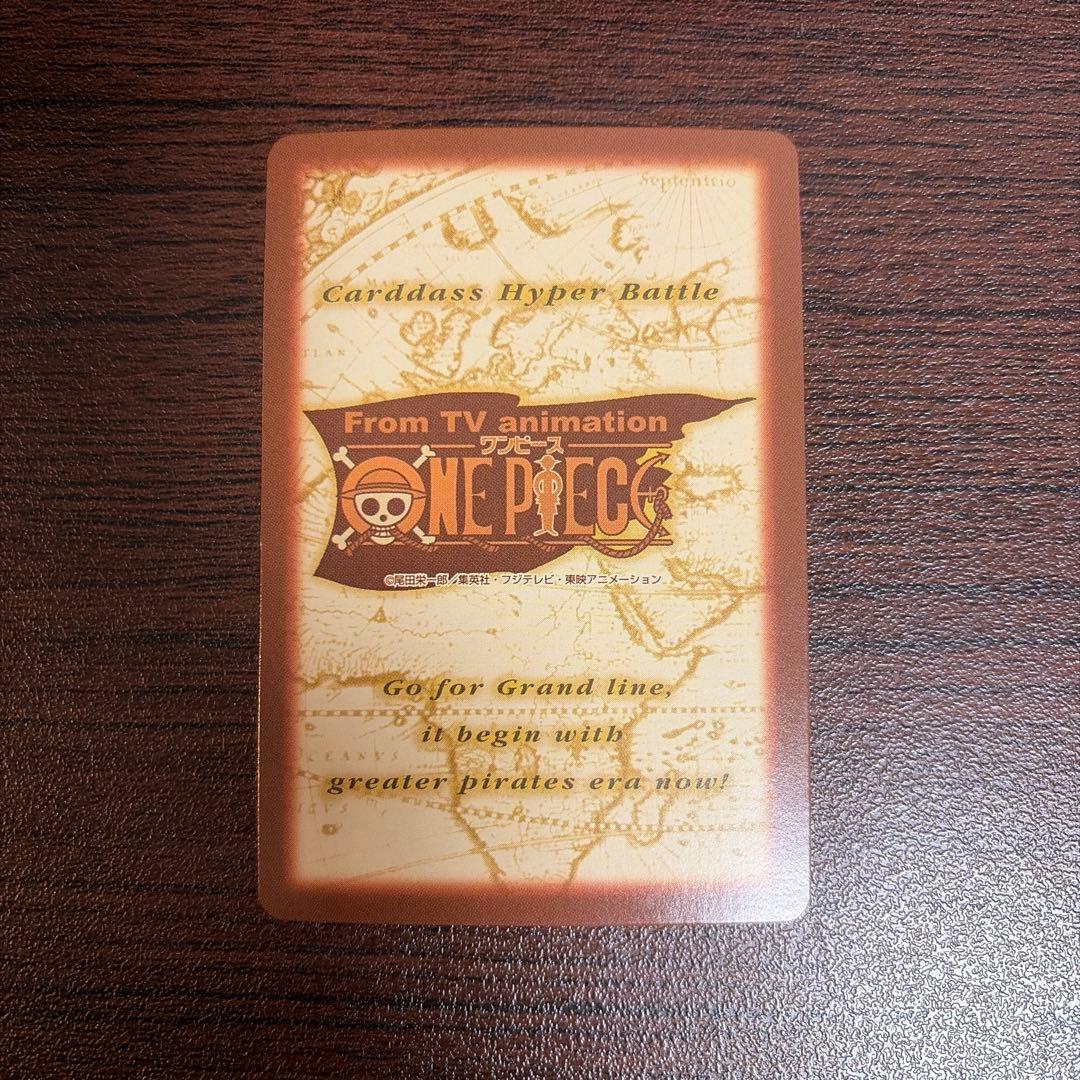 Septentrio
Carddass Hyper Battle
From TV animation
ワンピース
ONE PIECE
©尾田栄一郎／集英社・フジテレビ・東映アニメーション
Go for Grand line,
it begin with
greater pirates era now!